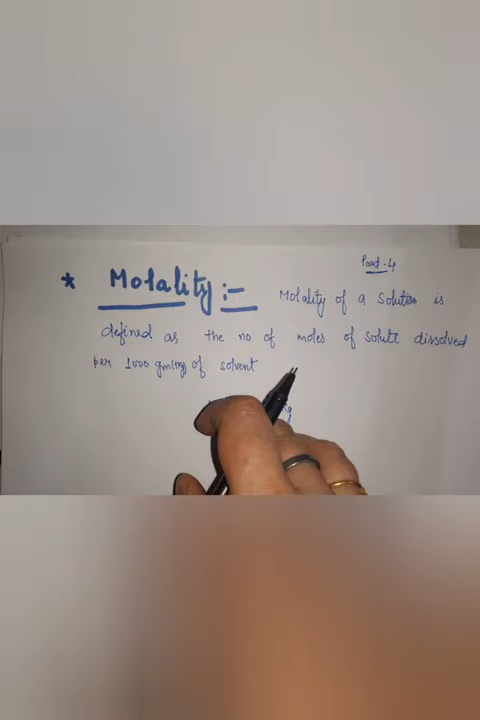 Part-4
* Molality :- Molality of a Solution is
defined as the no of moles of Solute dissolved
per 1000 gm/kg of solvent